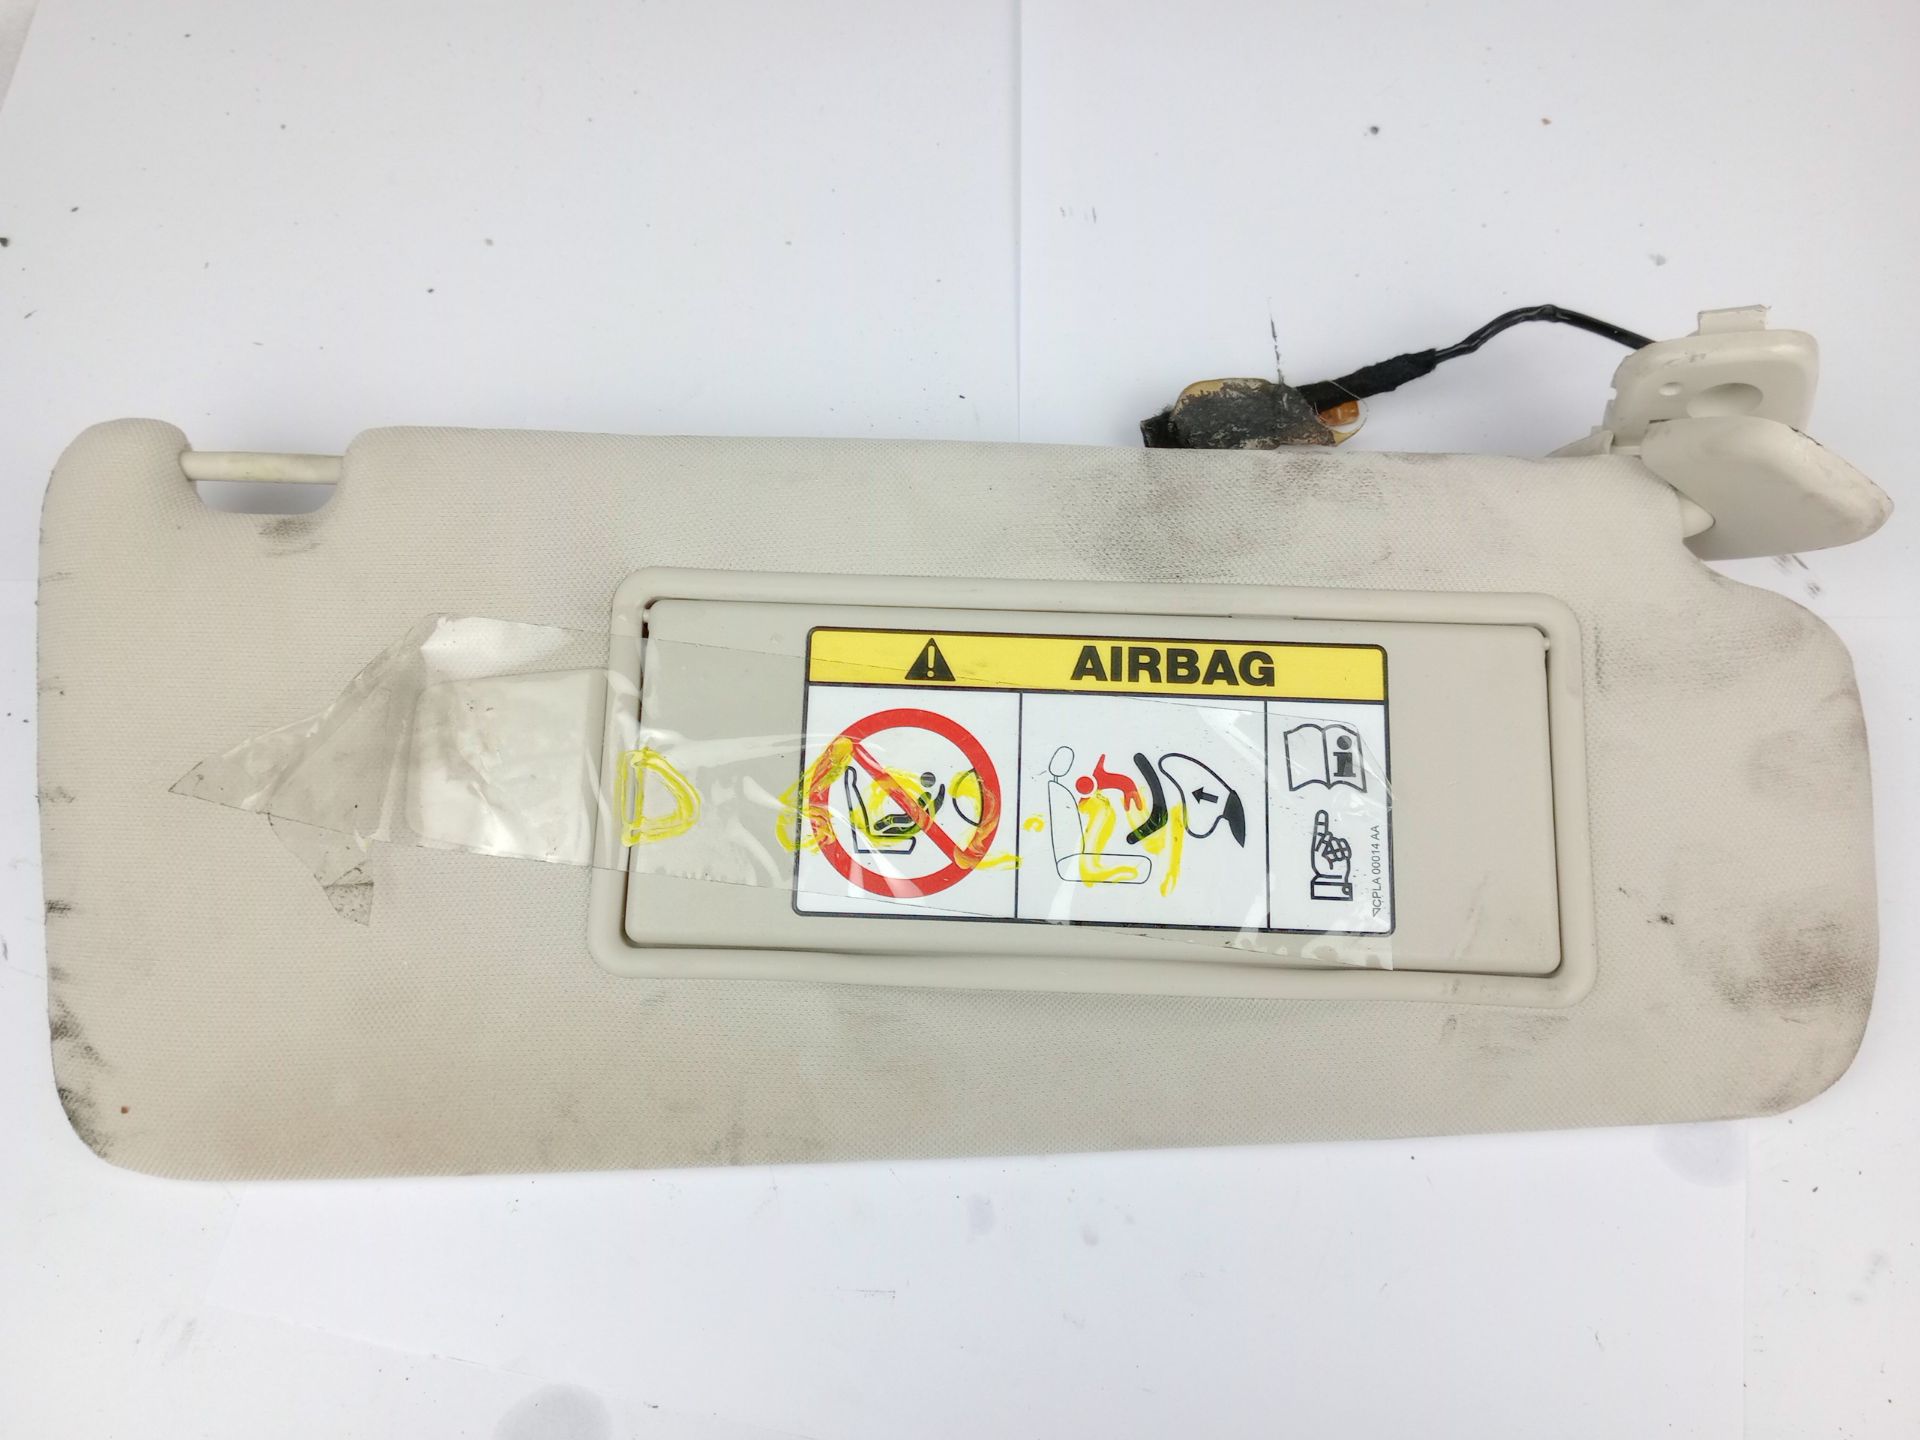 AIRBAG
D
i
CPLA 00014 AA